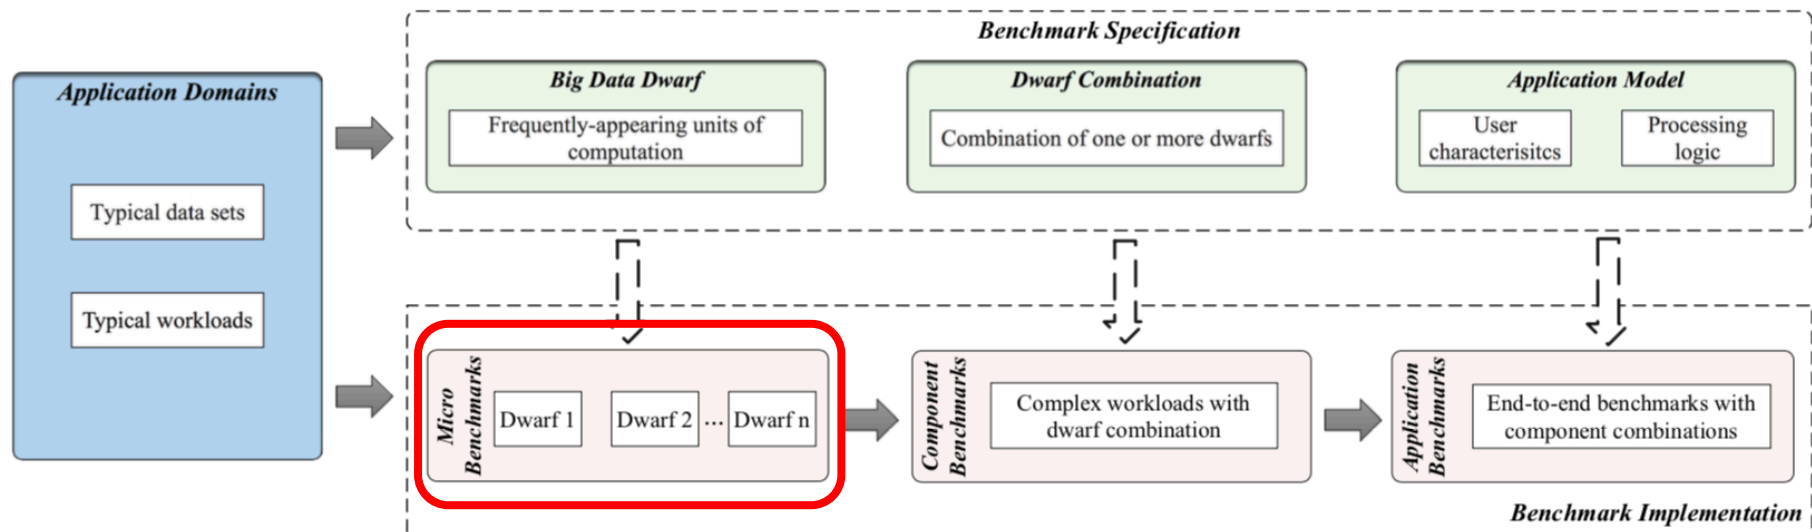 Benchmark Specification
Application Domains
Typical data sets
Typical workloads
Big Data Dwarf
Frequently-appearing units of
computation
Dwarf Combination
Combination of one or more dwarfs
Application Model
User
characterisitcs
Processing
logic
Micro
Benchmarks
Dwarf 1
Dwarf 2
...
Dwarf n
Component
Benchmarks
Complex workloads with
dwarf combination
Application
Benchmarks
End-to-end benchmarks with
component combinations
Benchmark Implementation